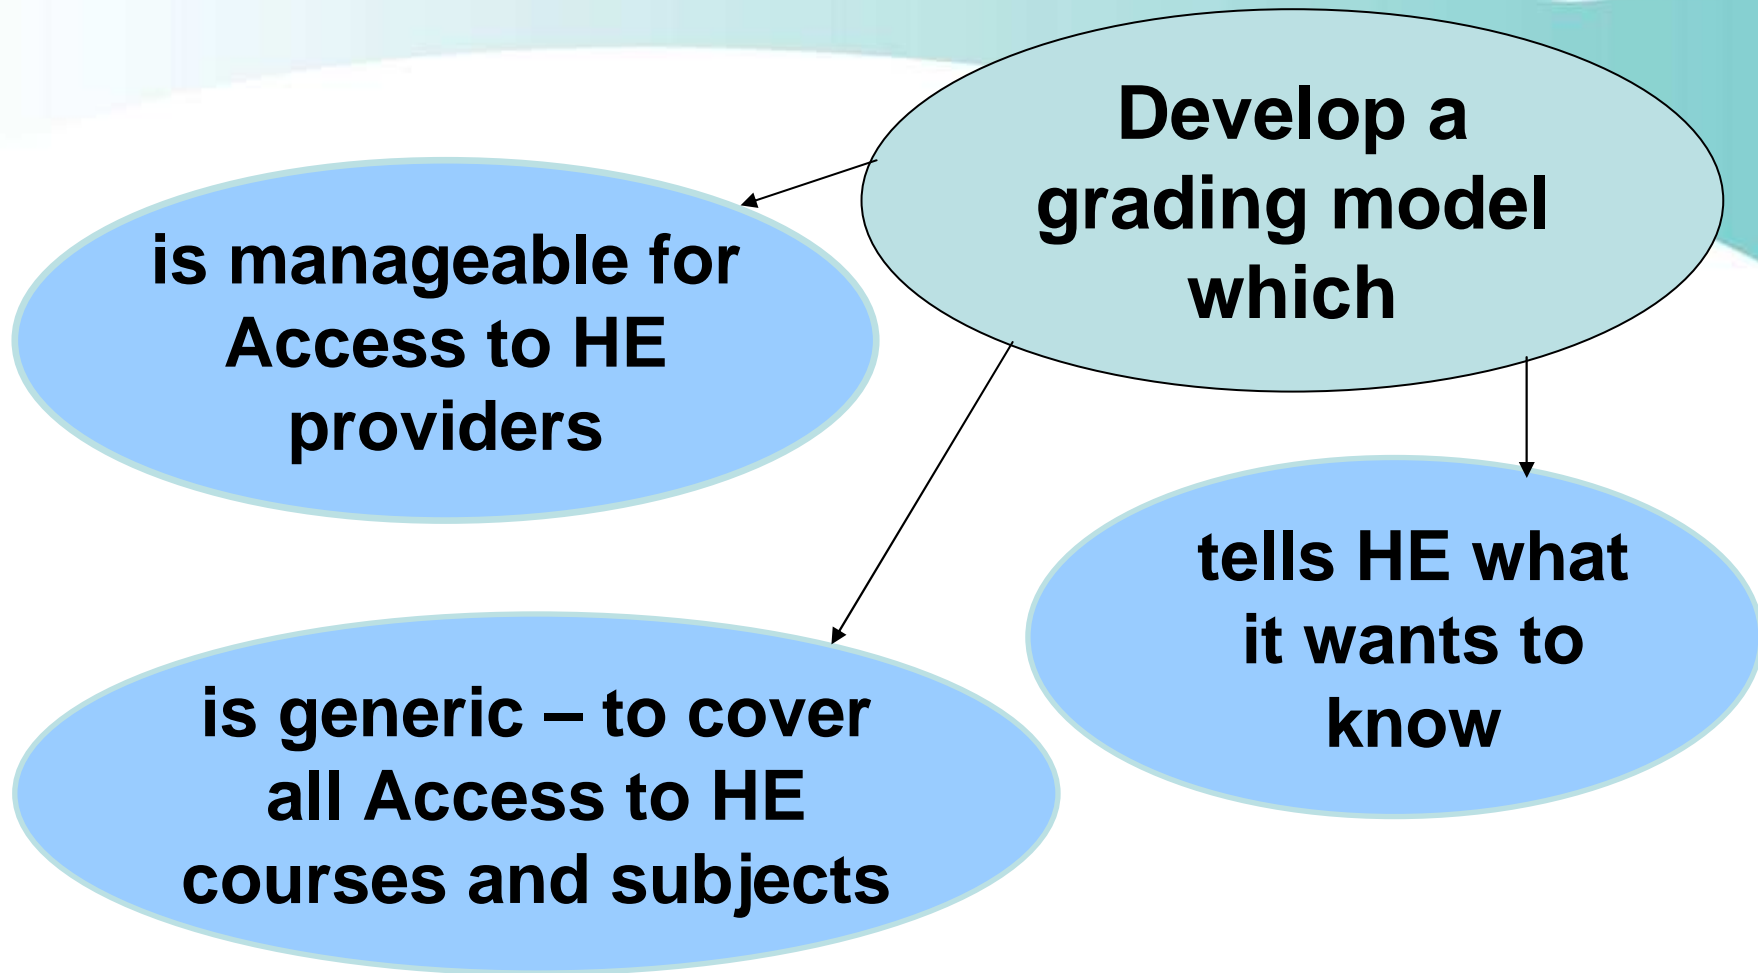 Develop a
grading model
which
is manageable for
Access to HE
providers
is generic – to cover
all Access to HE
courses and subjects
tells HE what
it wants to
know